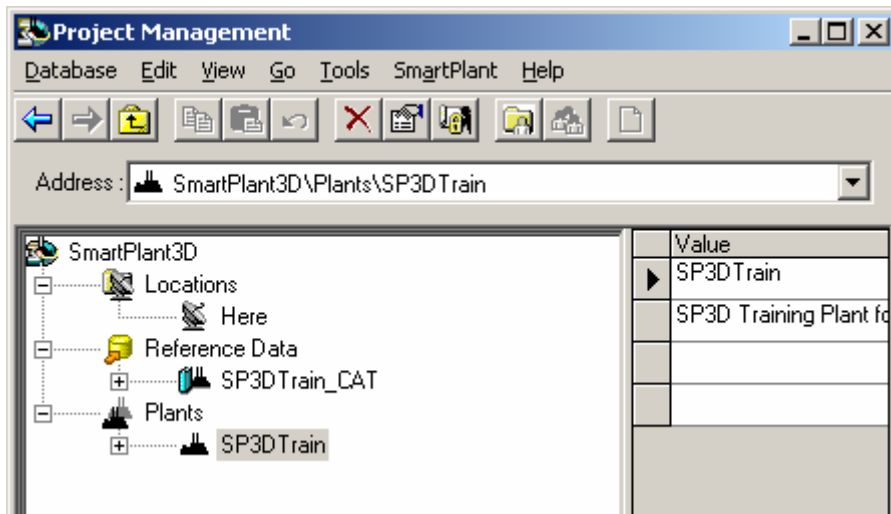 Project Management
Database Edit View Go Tools SmartPlant Help
Address : SmartPlant3D\Plants\SP3DTrain
SmartPlant3D
Locations
Here
Reference Data
SP3DTrain_CAT
Plants
SP3DTrain
Value
SP3DTrain
SP3D Training Plant fo